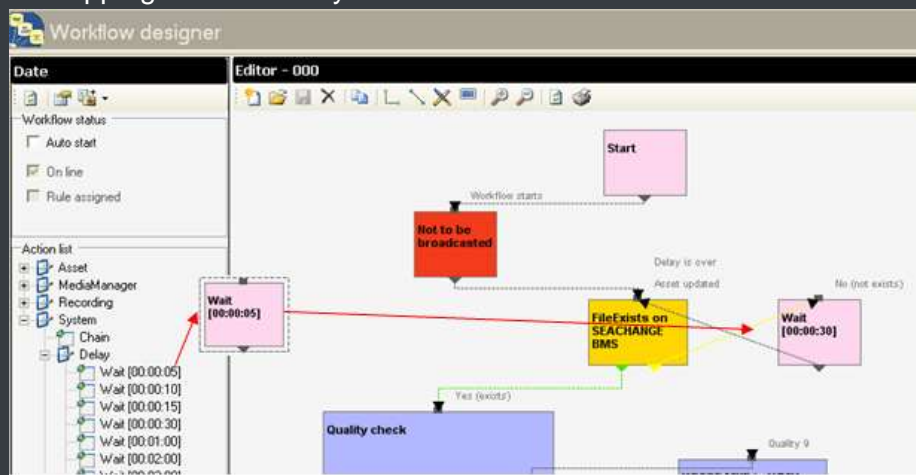 Workflow designer
Date
Editor - 000
Workflow status
Auto start
On line
Rule assigned
Action list
Asset
MediaManager
Recording
System
Chain
Delay
Wait [00:00:05]
Wait [00:00:10]
Wait [00:00:15]
Wait [00:00:30]
Wait [00:01:00]
Wait [00:02:00]
Wait
[00:00:05]
Start
Workflow starts
Not to be
broadcasted
Delay is over
Asset updated
No (not exists)
FileExists on
SEACHANGE
BMS
Wait
[00:00:30]
Yes (exists)
Quality check
Quality 9